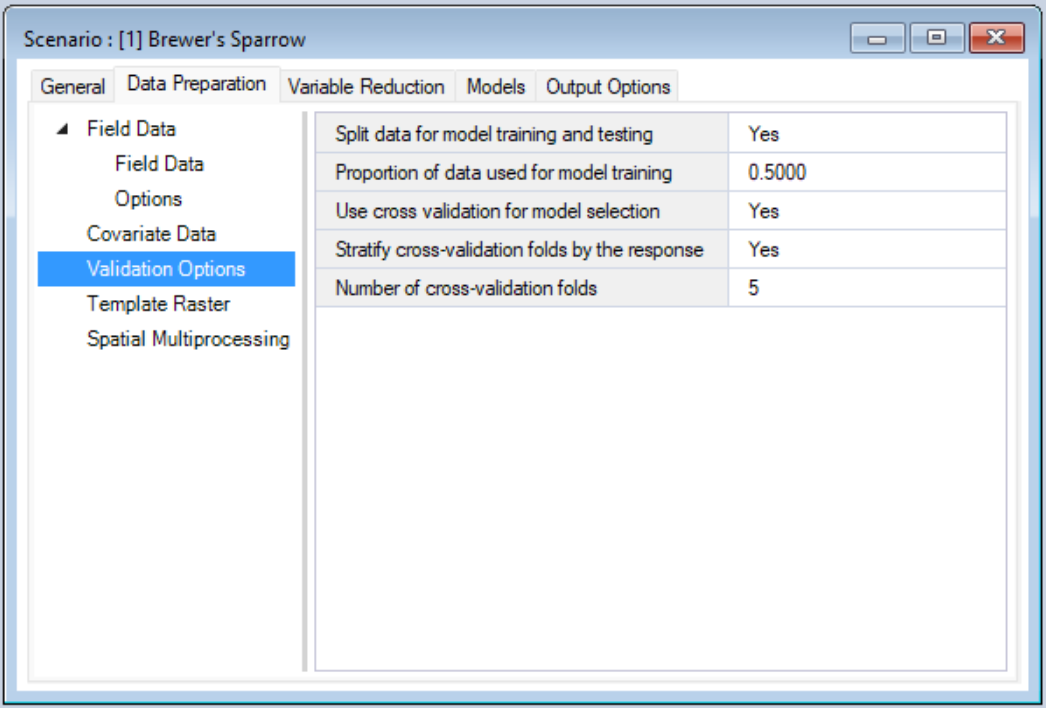 Scenario : [1] Brewer's Sparrow
General Data Preparation Variable Reduction Models Output Options
Field Data
Field Data
Options
Covariate Data
Validation Options
Template Raster
Spatial Multiprocessing
Split data for model training and testing Yes
Proportion of data used for model training 0.5000
Use cross validation for model selection Yes
Stratify cross-validation folds by the response Yes
Number of cross-validation folds 5